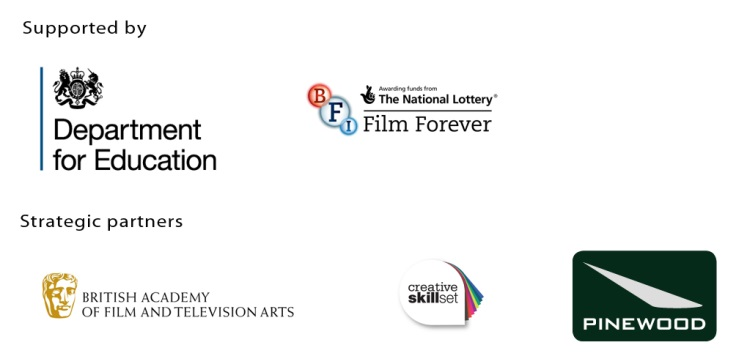 Supported by
Department
for Education
B
F
I
Awarding funds from
The National Lottery®
Film Forever
Strategic partners
BRITISH ACADEMY
OF FILM AND TELEVISION ARTS
creative
skillset
PINEWOOD